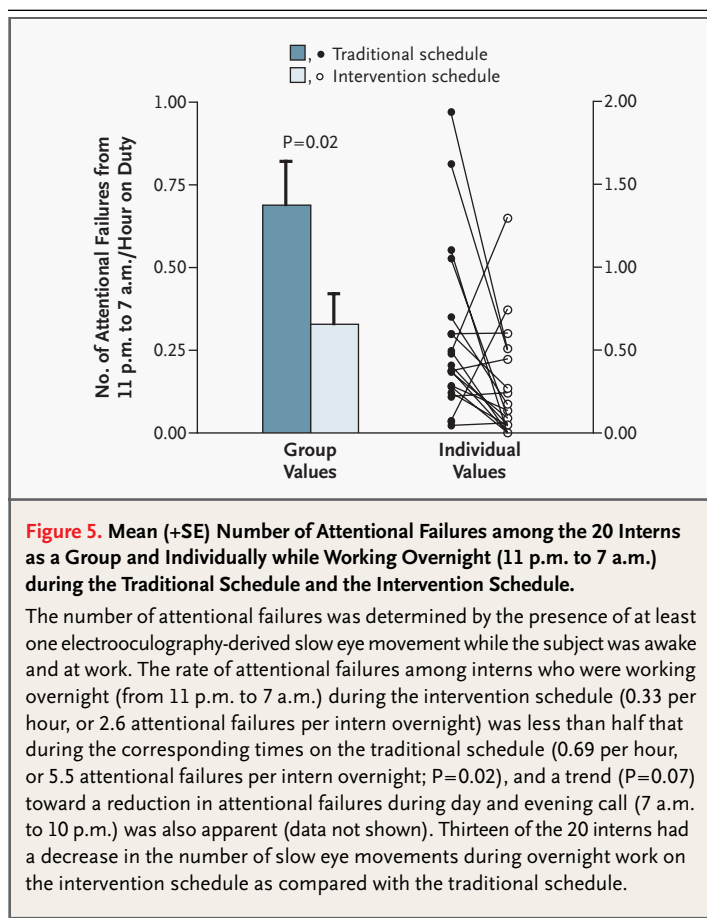 , • Traditional schedule
, ○ Intervention schedule
No. of Attentional Failures from
11 p.m. to 7 a.m./Hour on Duty
1.00
0.75
0.50
0.25
0.00
P=0.02
2.00
1.50
1.00
0.50
0.00
Group
Values
Individual
Values
Figure 5. Mean (+SE) Number of Attentional Failures among the 20 Interns
as a Group and Individually while Working Overnight (11 p.m. to 7 a.m.)
during the Traditional Schedule and the Intervention Schedule.
The number of attentional failures was determined by the presence of at least
one electrooculography-derived slow eye movement while the subject was awake
and at work. The rate of attentional failures among interns who were working
overnight (from 11 p.m. to 7 a.m.) during the intervention schedule (0.33 per
hour, or 2.6 attentional failures per intern overnight) was less than half that
during the corresponding times on the traditional schedule (0.69 per hour,
or 5.5 attentional failures per intern overnight; P=0.02), and a trend (P=0.07)
toward a reduction in attentional failures during day and evening call (7 a.m.
to 10 p.m.) was also apparent (data not shown). Thirteen of the 20 interns had
a decrease in the number of slow eye movements during overnight work on
the intervention schedule as compared with the traditional schedule.